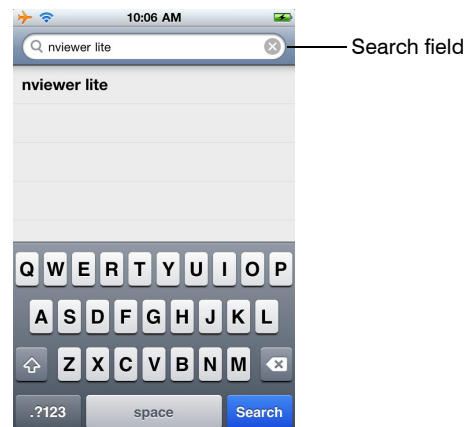 10:06 AM
nviewer lite
Search field
nviewer lite
Q W E R T Y U I O P
A S D F G H J K L
Z X C V B N M
.?123 space Search